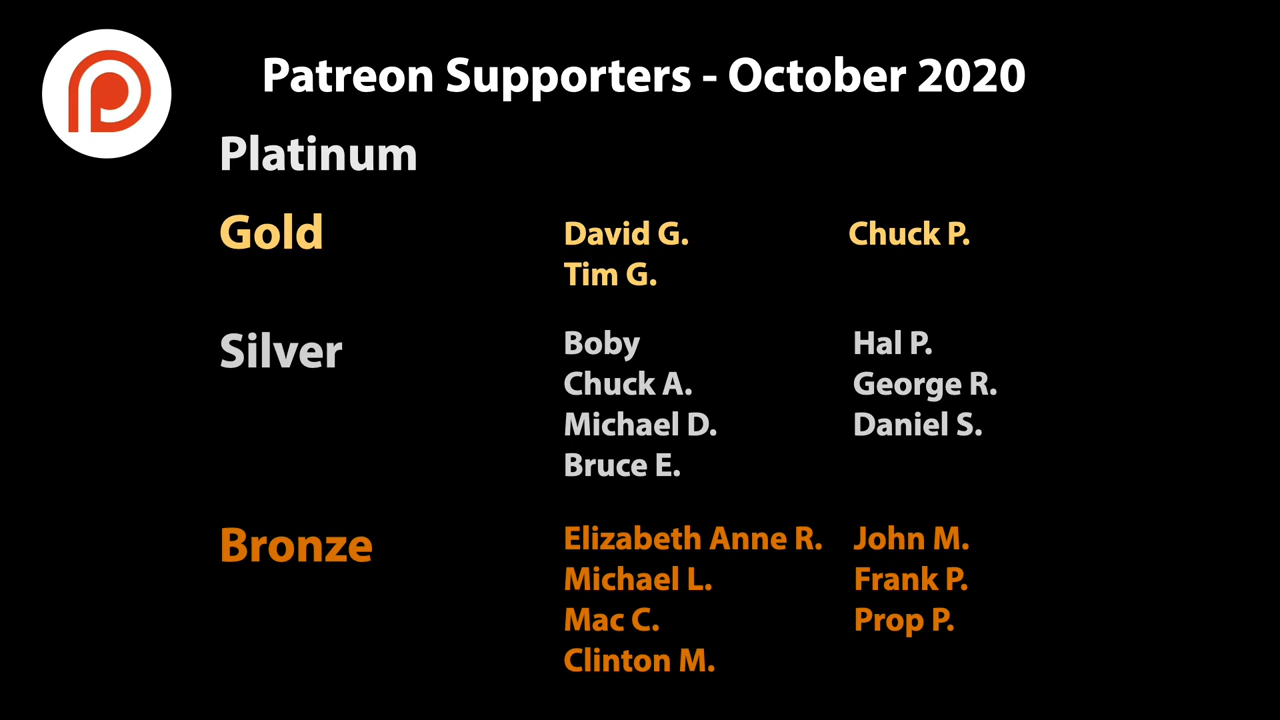 Patreon Supporters - October 2020
Platinum
Gold
David G. Chuck P.
Tim G.
Silver
Boby Hal P.
Chuck A. George R.
Michael D. Daniel S.
Bruce E.
Bronze
Elizabeth Anne R. John M.
Michael L. Frank P.
Mac C. Prop P.
Clinton M.